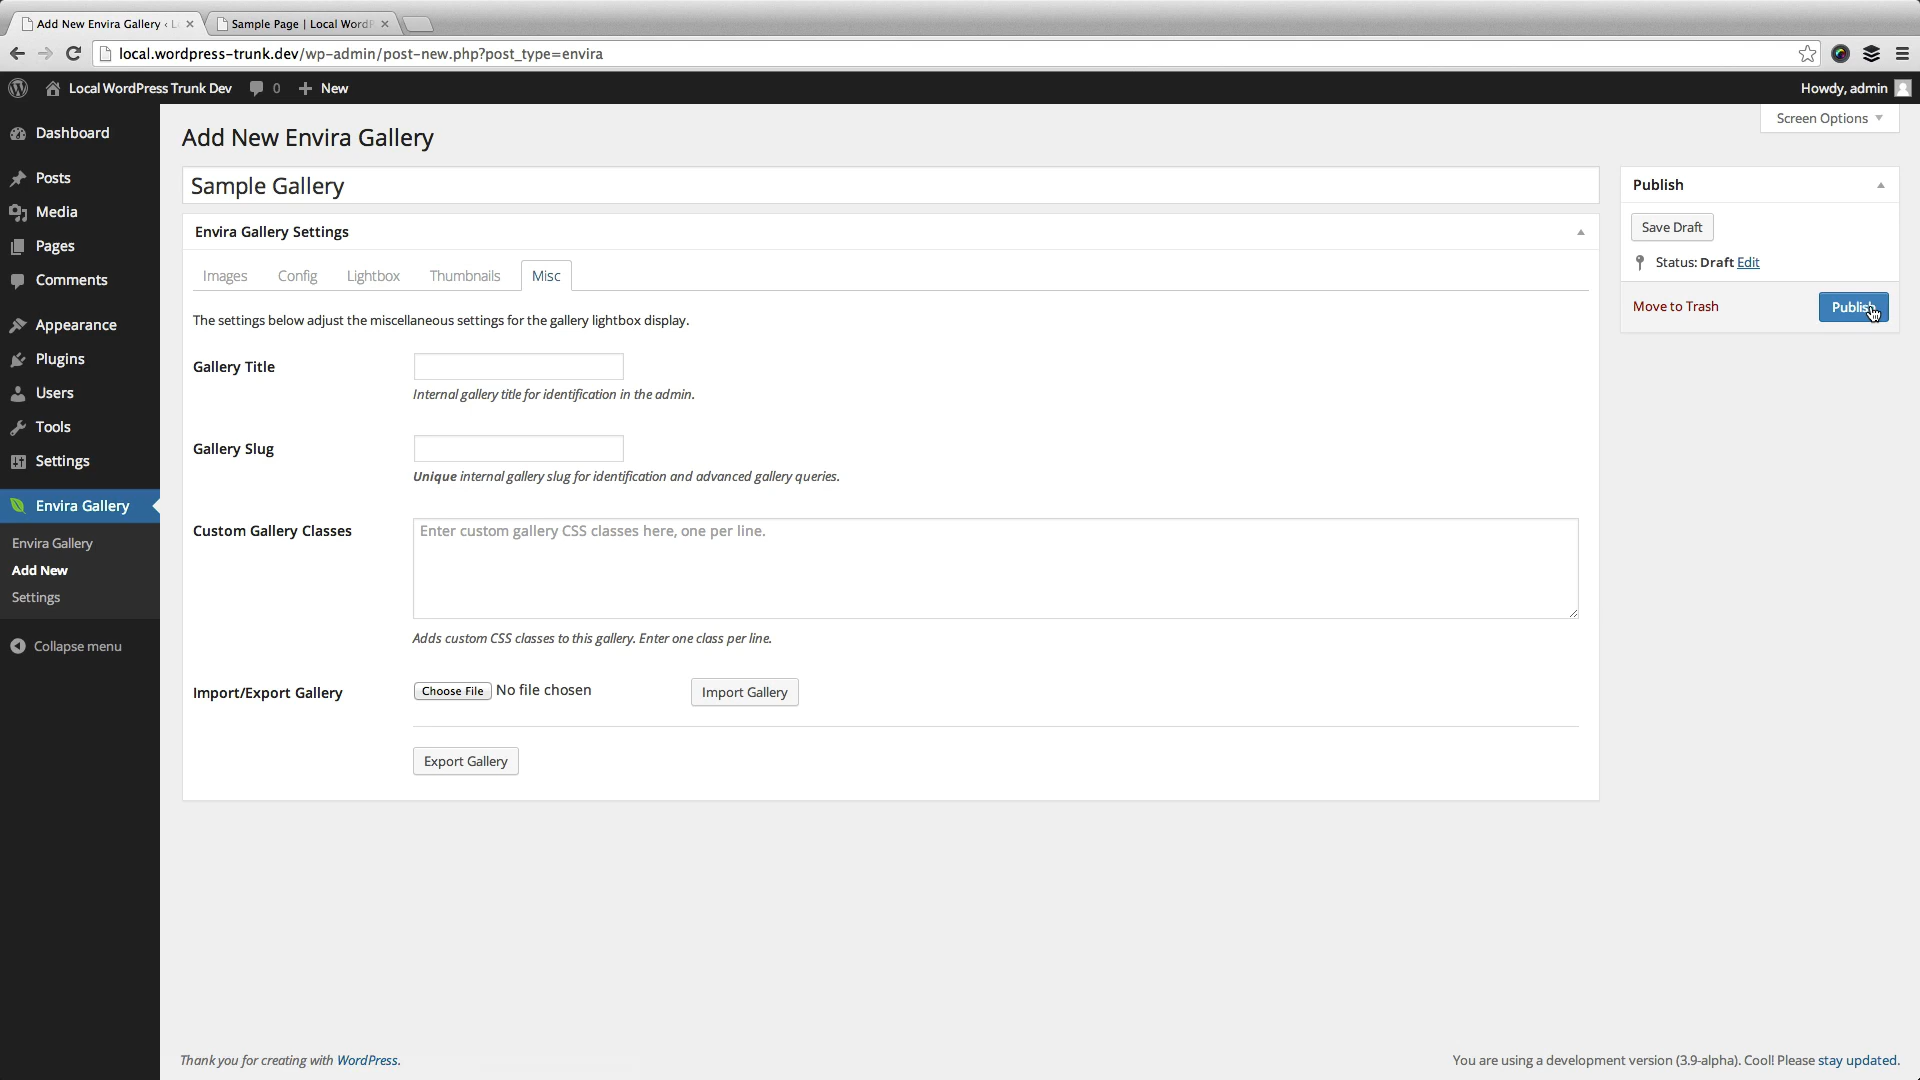 Add New Envira Gallery ‹ L
Sample Page | Local WordP
local.wordpress-trunk.dev/wp-admin/post-new.php?post_type=envira
Local WordPress Trunk Dev 0 + New
Howdy, admin
Screen Options
Dashboard
Posts
Media
Pages
Comments
Appearance
Plugins
Users
Tools
Settings
Envira Gallery
Envira Gallery
Add New
Settings
Collapse menu
Add New Envira Gallery
Sample Gallery
Envira Gallery Settings
Images Config Lightbox Thumbnails Misc
The settings below adjust the miscellaneous settings for the gallery lightbox display.
Gallery Title
Internal gallery title for identification in the admin.
Gallery Slug
Unique internal gallery slug for identification and advanced gallery queries.
Custom Gallery Classes
Enter custom gallery CSS classes here, one per line.
Adds custom CSS classes to this gallery. Enter one class per line.
Import/Export Gallery
Choose File No file chosen
Import Gallery
Export Gallery
Publish
Save Draft
Status: Draft Edit
Move to Trash
Publish
Thank you for creating with WordPress.
You are using a development version (3.9-alpha). Cool! Please stay updated.